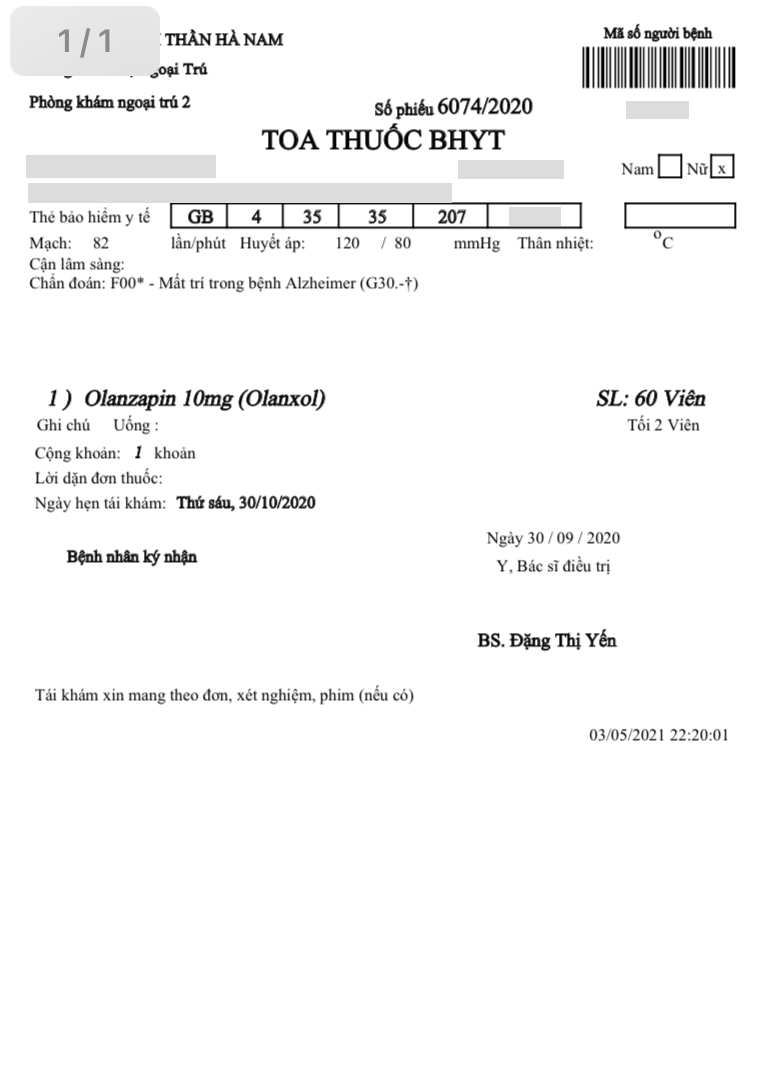 1/1
THẦN HÀ NAM
Mã số người bệnh
Trú
Phòng khám ngoại trú 2
Số phiếu 6074/2020
TOA THUỐC BHYT
Nam Nữ x
Thẻ bảo hiểm y tế GB 4 35 35 207
Mạch: 82 lần/phút Huyết áp: 120 / 80 mmHg Thân nhiệt: °C
Cận lâm sàng:
Chẩn đoán: F00* - Mất trí trong bệnh Alzheimer (G30.-†)
1 ) Olanzapin 10mg (Olanxol) SL: 60 Viên
Ghi chú Uống : Tối 2 Viên
Cộng khoản: 1 khoản
Lời dặn đơn thuốc:
Ngày hẹn tái khám: Thứ sáu, 30/10/2020
Ngày 30 / 09 / 2020
Bệnh nhân ký nhận
Y, Bác sĩ điều trị
BS. Đặng Thị Yến
Tái khám xin mang theo đơn, xét nghiệm, phim (nếu có)
03/05/2021 22:20:01